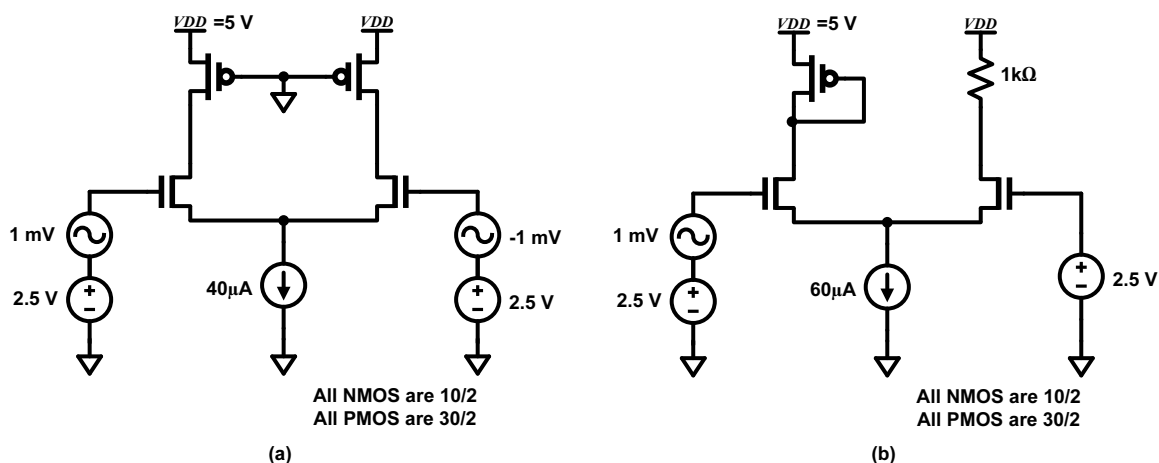 VDD =5 V
VDD
1 mV
-1 mV
2.5 V
40μA
2.5 V
All NMOS are 10/2
All PMOS are 30/2
(a)
VDD =5 V
VDD
1kΩ
1 mV
2.5 V
60μA
2.5 V
All NMOS are 10/2
All PMOS are 30/2
(b)